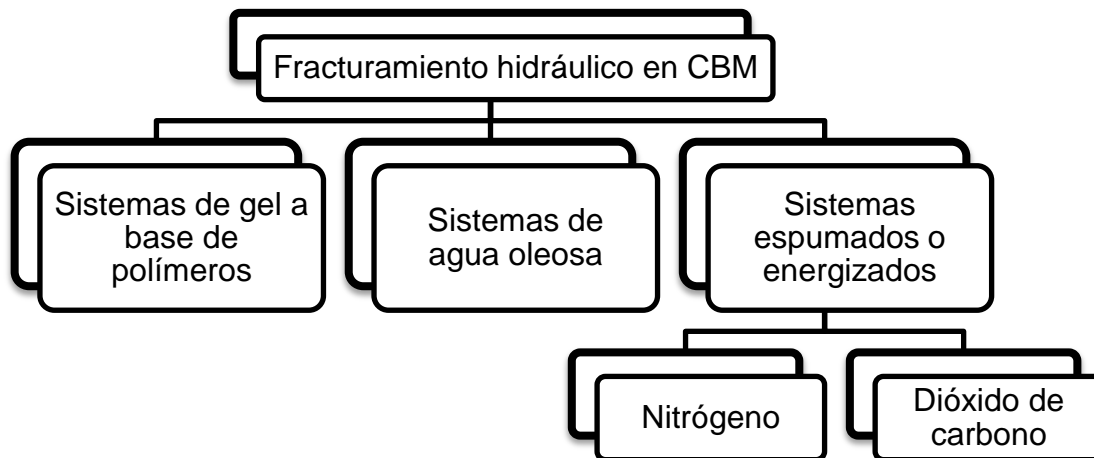 Fracturamiento hidráulico en CBM
Sistemas de gel a
base de
polímeros
Sistemas de
agua oleosa
Sistemas
espumados o
energizados
Nitrógeno
Dióxido de
carbono